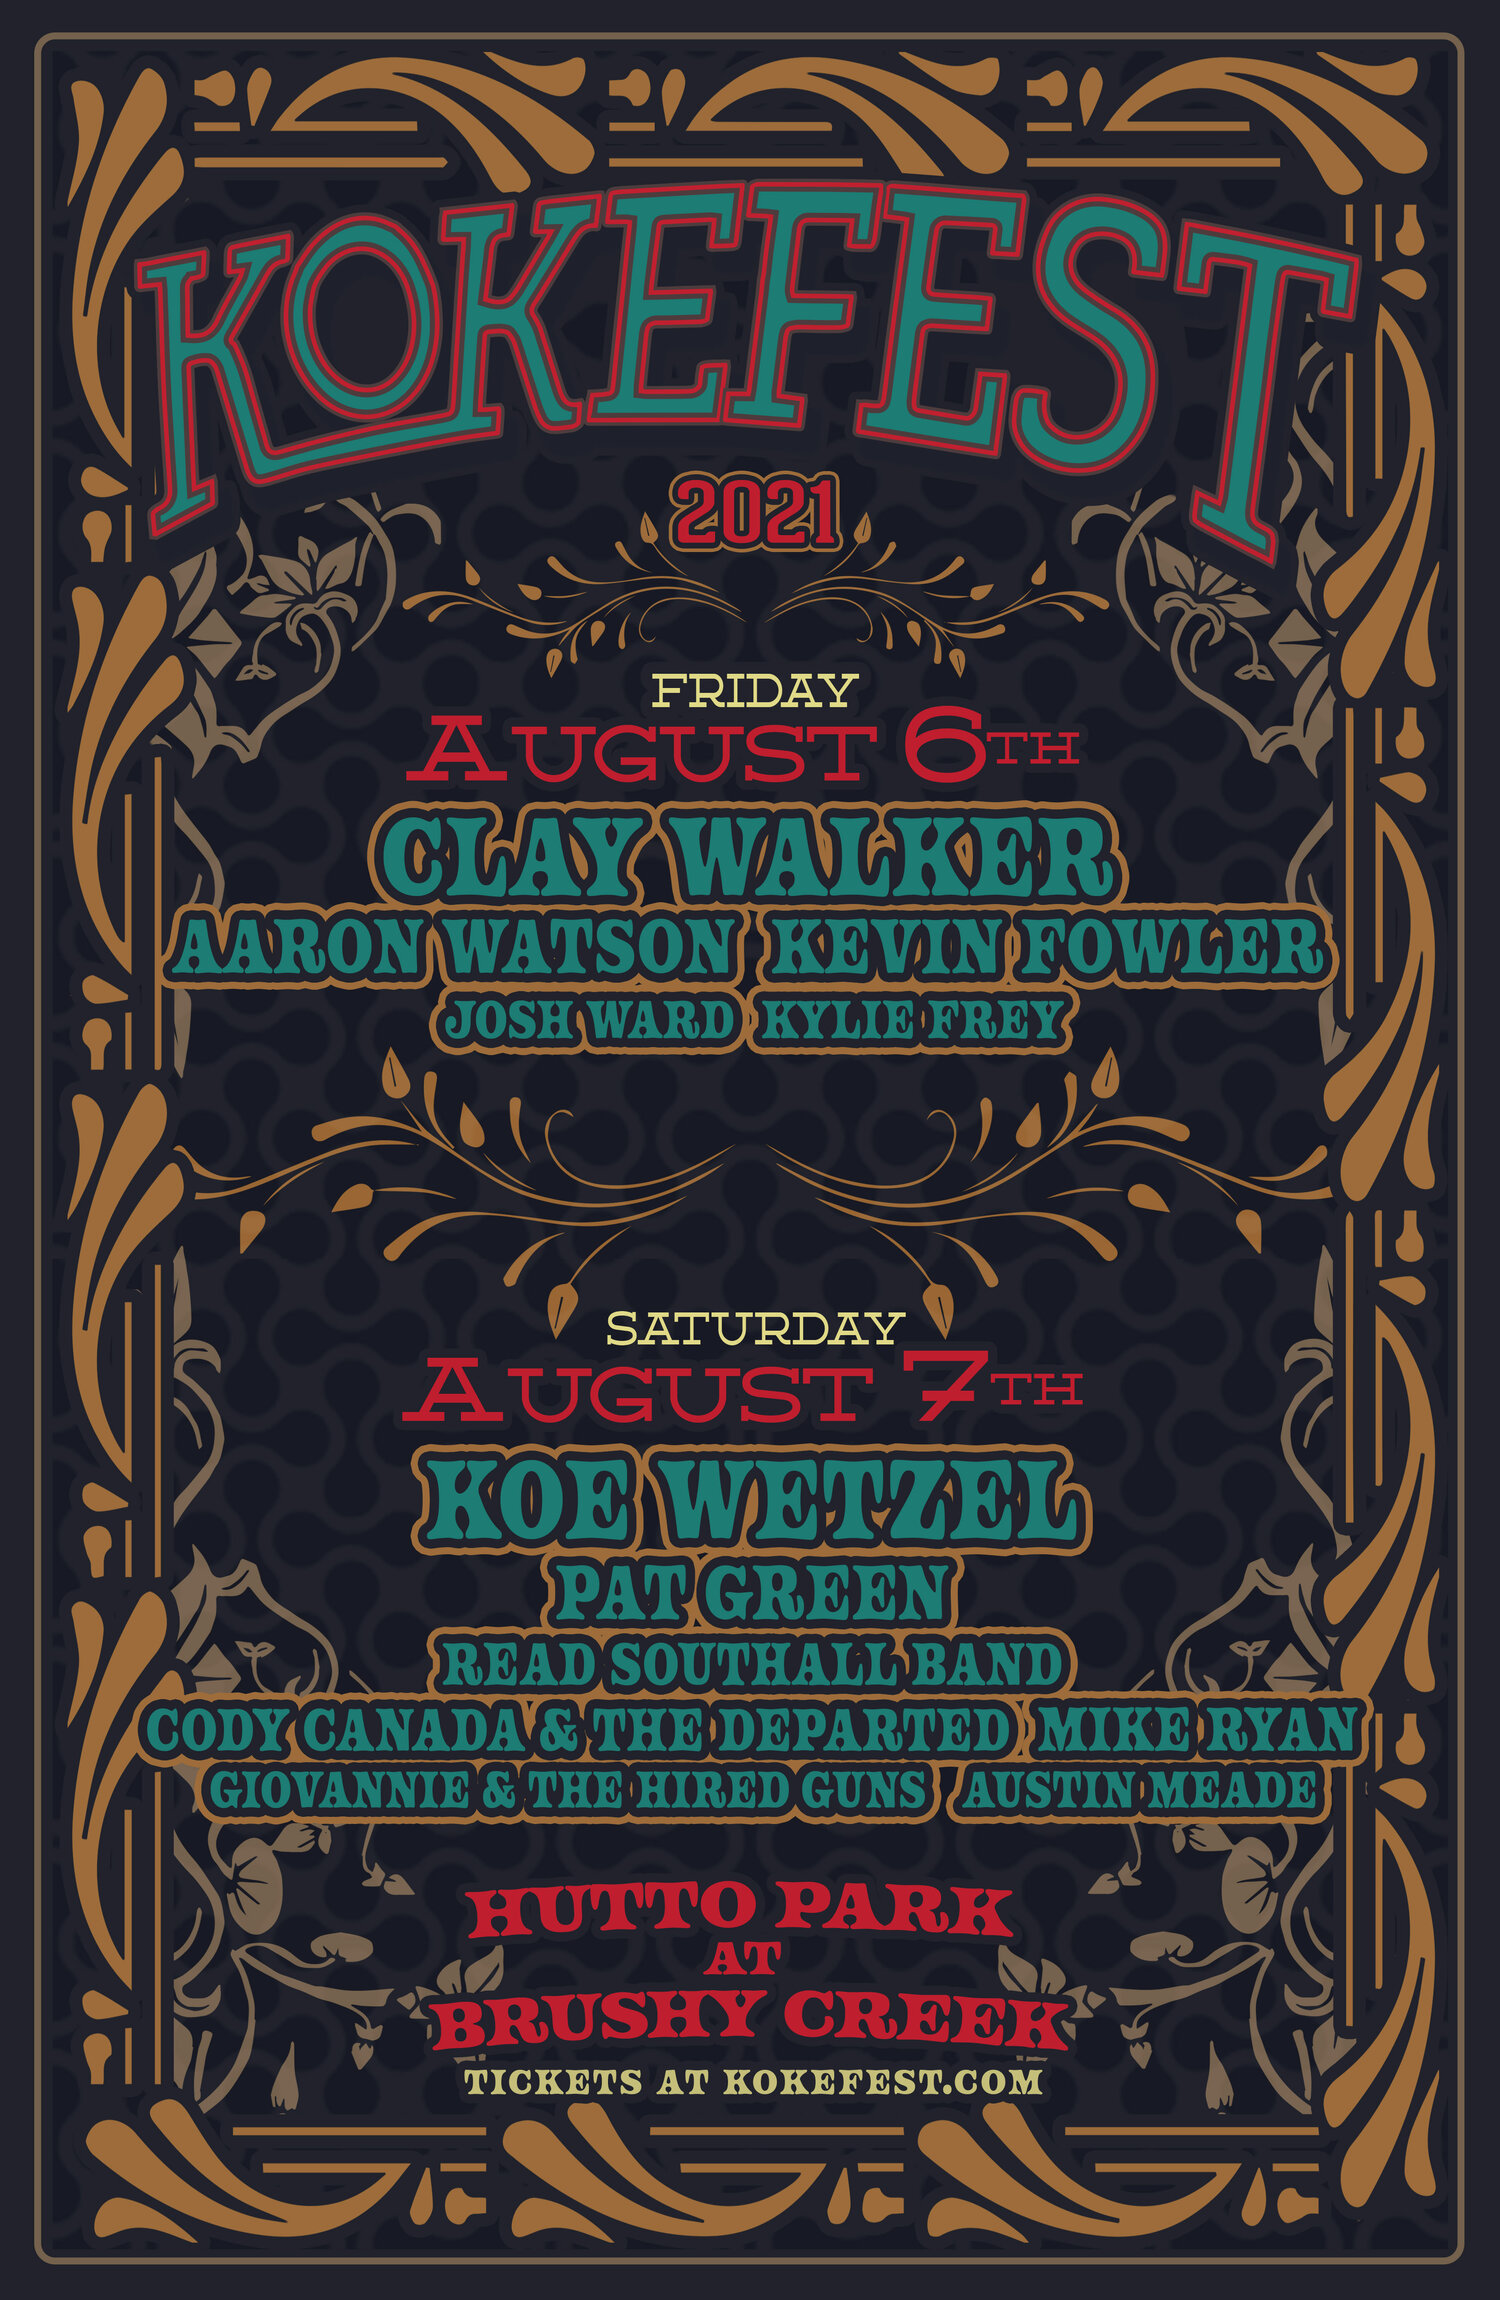 KOKEFEST
2021
FRIDAY
AUGUST 6TH
CLAY WALKER
AARON WATSON KEVIN FOWLER
JOSH WARD KYLIE FREY
SATURDAY
AUGUST 7TH
KOE WETZEL
PAT GREEN
READ SOUTHALL BAND
CODY CANADA & THE DEPARTED MIKE RYAN
GIOVANNIE & THE HIRED GUNS AUSTIN MEADE
HUTTO PARK
AT
BRUSHY CREEK
TICKETS AT KOKEFEST.COM